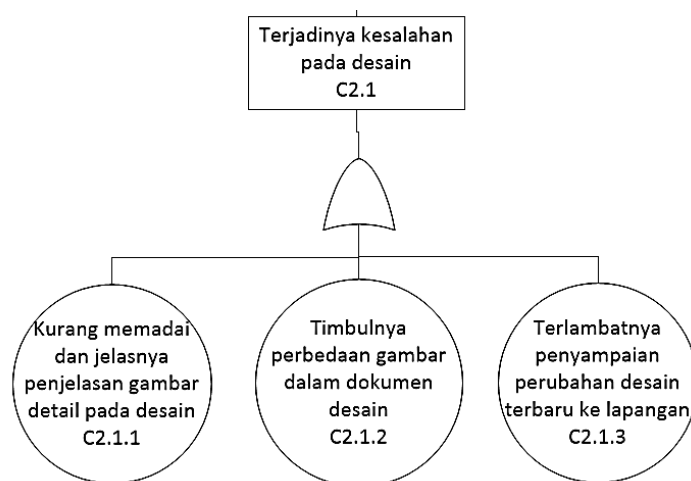 Terjadinya kesalahan
pada desain
C2.1
Kurang memadai
dan jelasnya
penjelasan gambar
detail pada desain
C2.1.1
Timbulnya
perbedaan gambar
dalam dokumen
desain
C2.1.2
Terlambatnya
penyampaian
perubahan desain
terbaru ke lapangan
C2.1.3